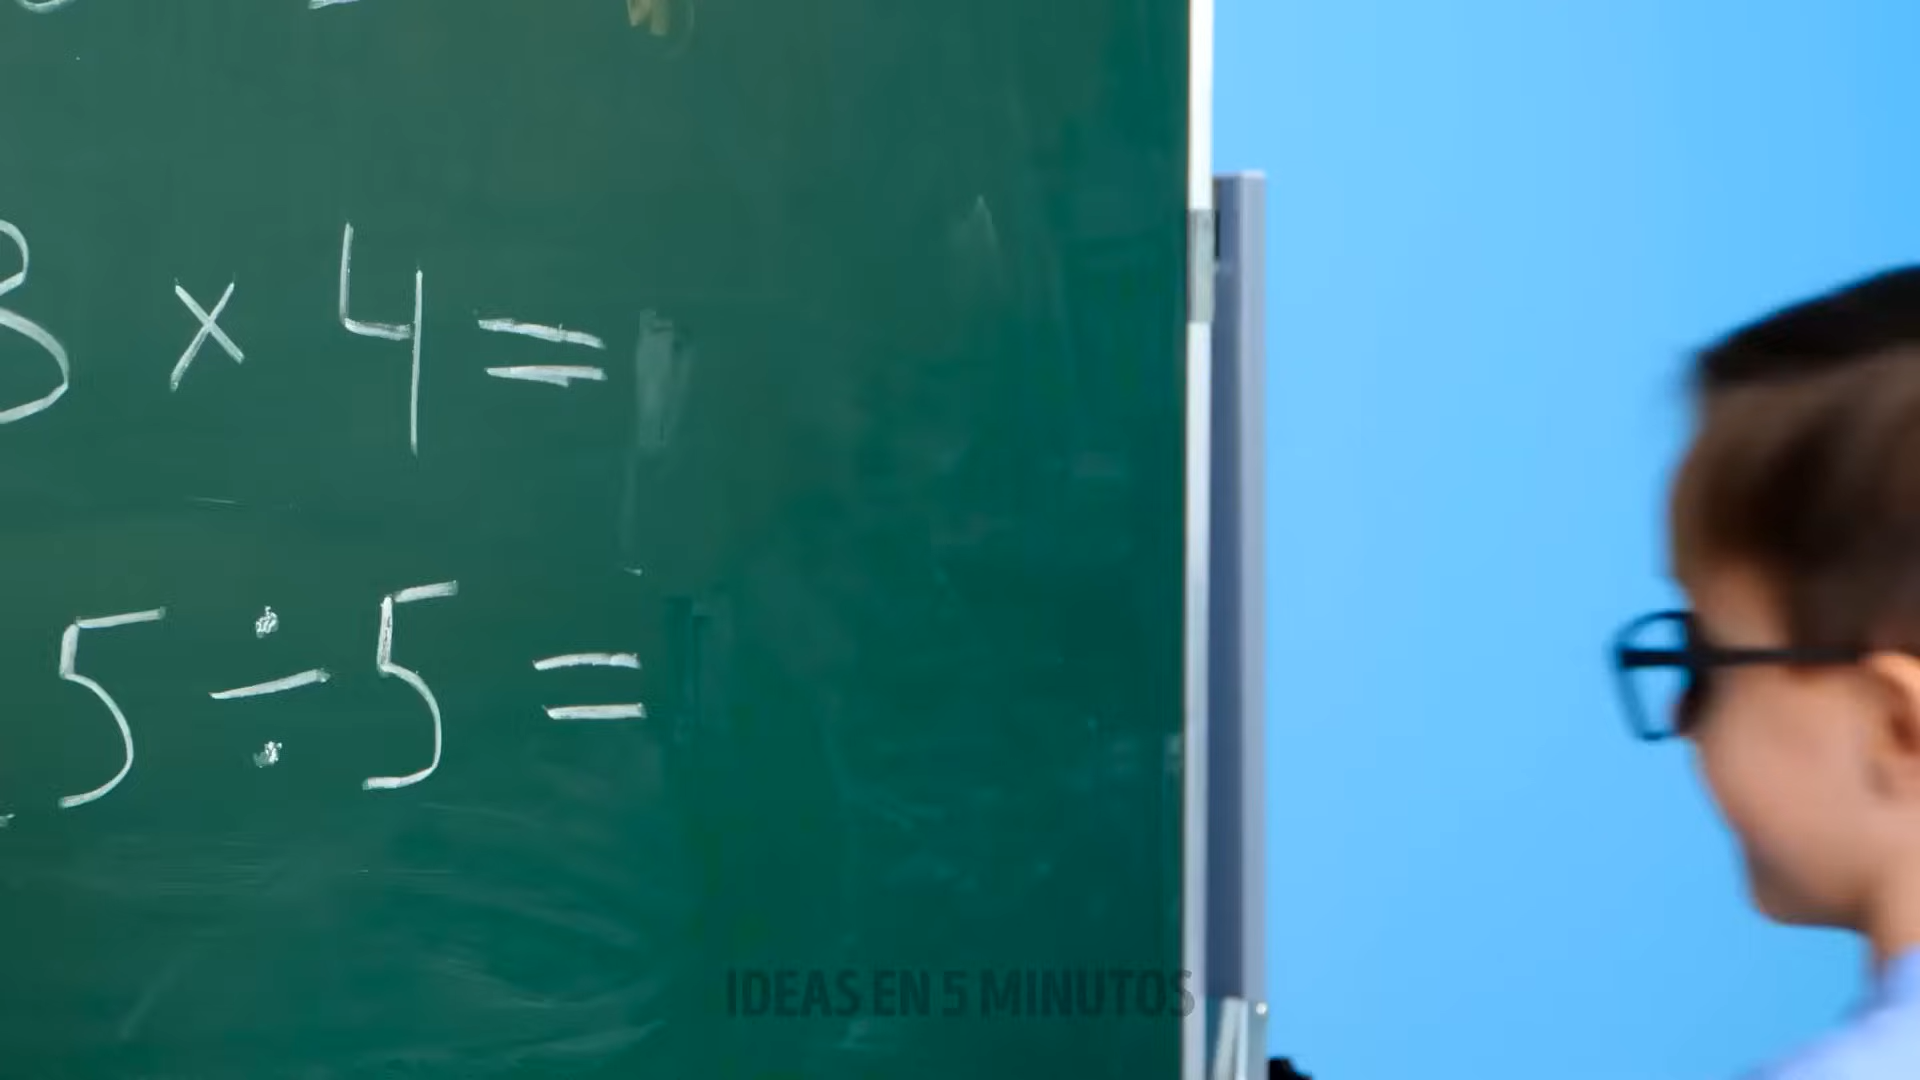 3 × 4 =
5 ÷ 5 =
IDEAS EN 5 MINUTOS